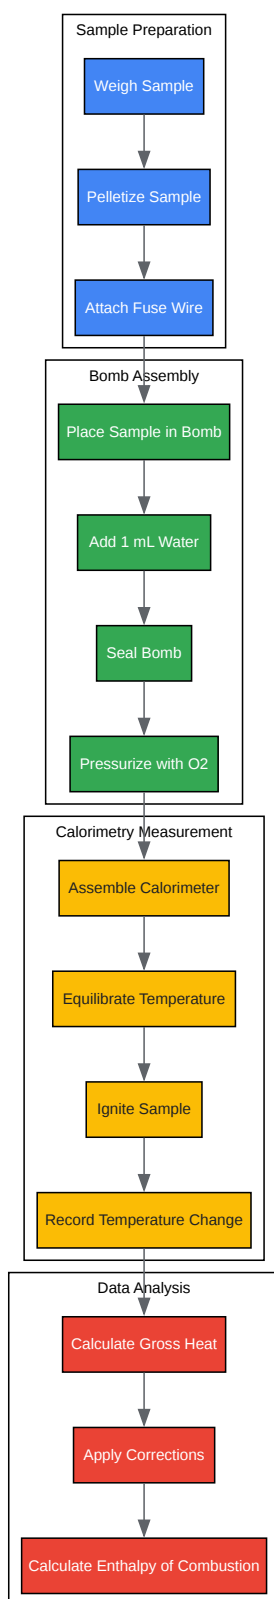 Sample Preparation
Weigh Sample
Pelletize Sample
Attach Fuse Wire
Bomb Assembly
Place Sample in Bomb
Add 1 mL Water
Seal Bomb
Pressurize with O2
Calorimetry Measurement
Assemble Calorimeter
Equilibrate Temperature
Ignite Sample
Record Temperature Change
Data Analysis
Calculate Gross Heat
Apply Corrections
Calculate Enthalpy of Combustion